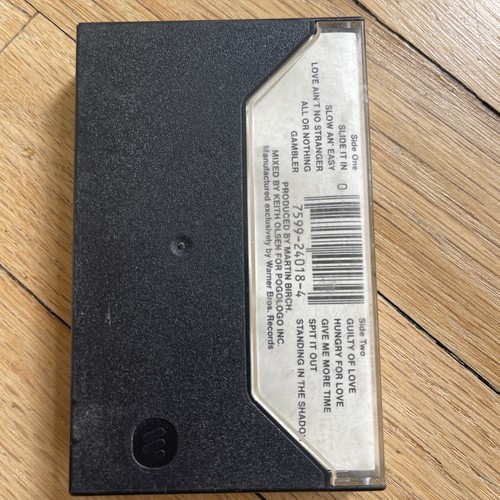 Side One
SLIDE IT IN
SLOW AN' EASY
LOVE AIN'T NO STRANGER
ALL OR NOTHING
GAMBLER
0
7599-24018-4
PRODUCED BY MARTIN BIRCH.
MIXED BY KEITH OLSEN FOR POGOLOGO INC.
Manufactured exclusively by Warner Bros. Records
Side Two
GUILTY OF LOVE
HUNGRY FOR LOVE
GIVE ME MORE TIME
SPIT IT OUT
STANDING IN THE SHADOW